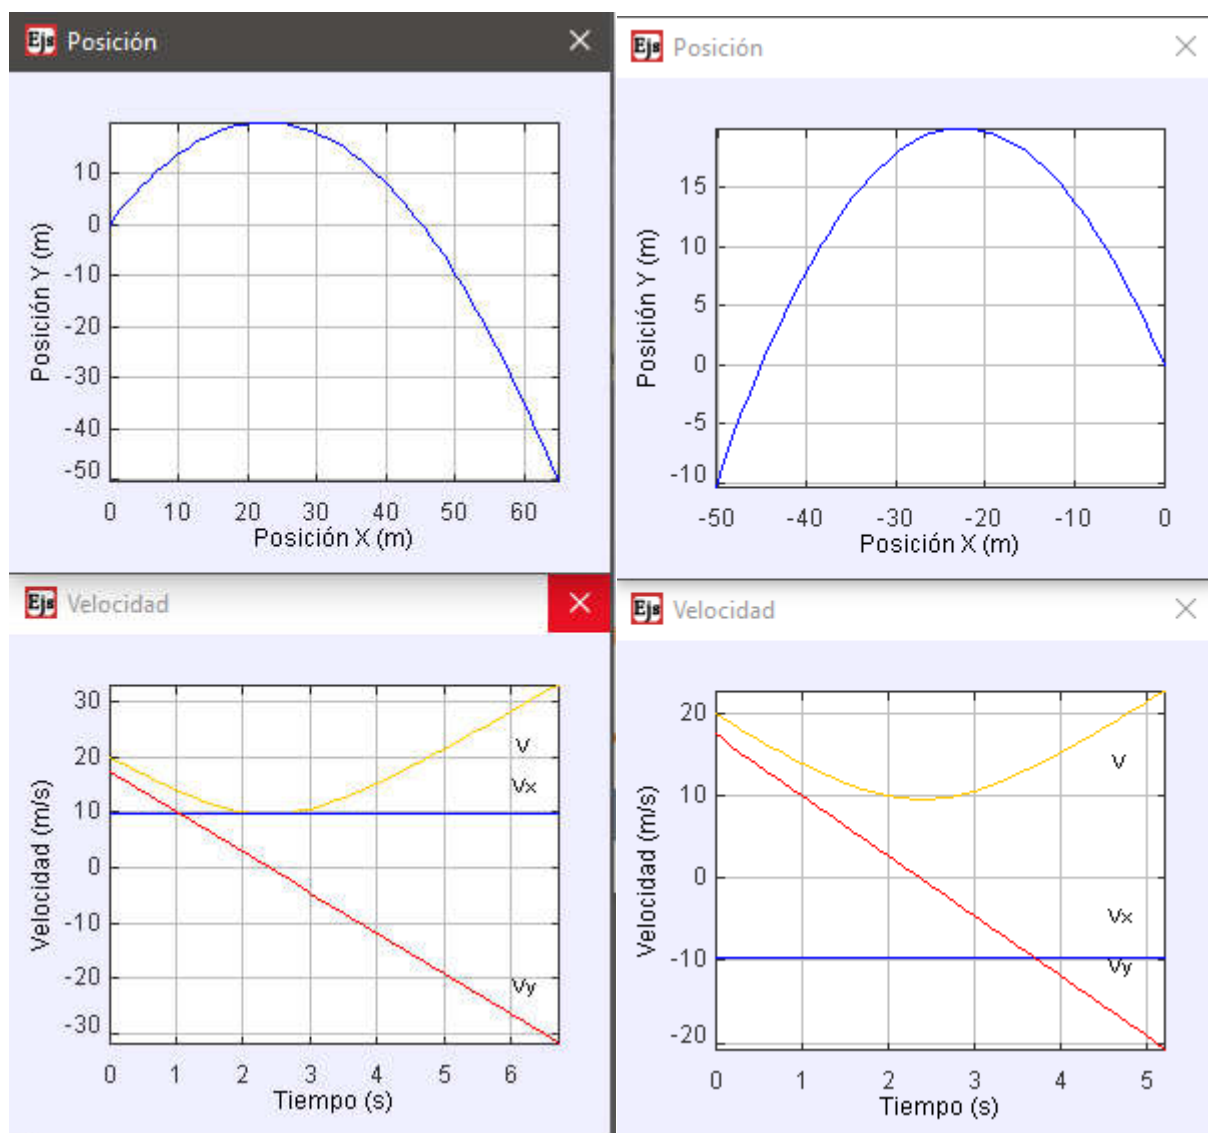 Ejs Posición
10
0
-10
-20
-30
-40
-50
Posición Y (m)
0 10 20 30 40 50 60
Posición X (m)
Ejs Posición
15
10
5
0
-5
-10
Posición Y (m)
-50 -40 -30 -20 -10 0
Posición X (m)
Ejs Velocidad
30
20
10
0
-10
-20
-30
Velocidad (m/s)
V
Vx
Vy
0 1 2 3 4 5 6
Tiempo (s)
Ejs Velocidad
20
10
0
-10
-20
Velocidad (m/s)
V
Vx
Vy
0 1 2 3 4 5
Tiempo (s)